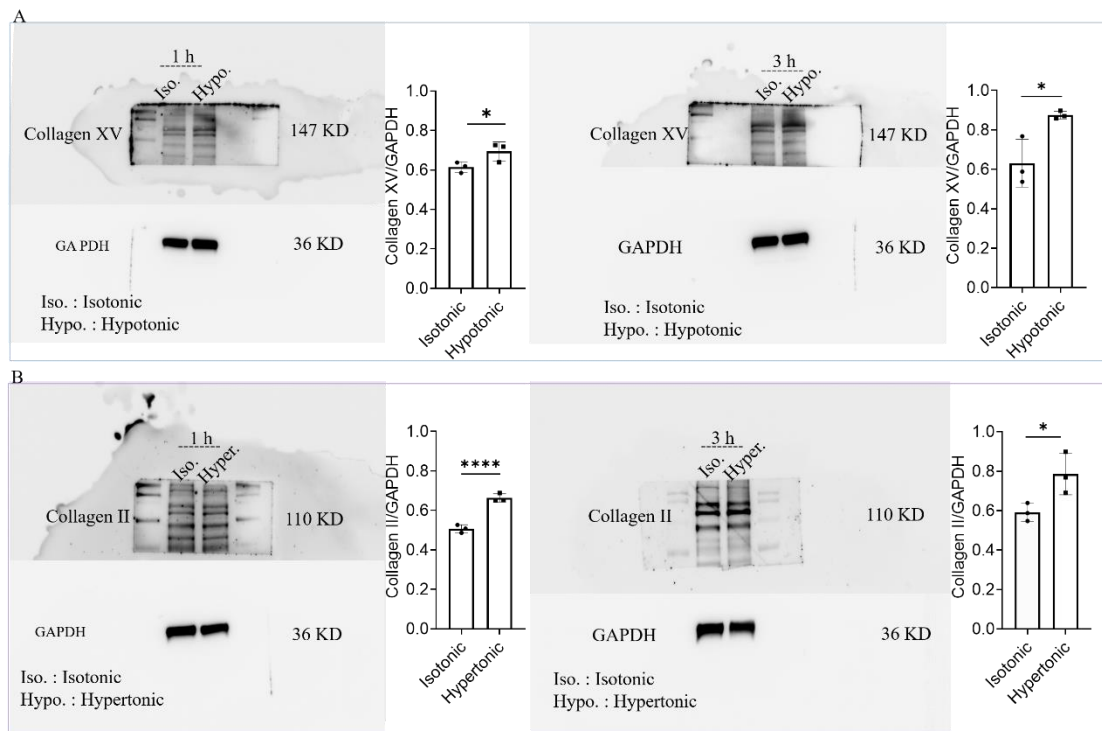 A
1 h
Iso. Hypo.
Collagen XV
147 KD
GA PDH
36 KD
Iso. : Isotonic
Hypo. : Hypotonic
Collagen XV/GAPDH
1.0
0.8
0.6
0.4
0.2
0.0
*
Isotonic
Hypotonic
3 h
Iso. Hypo.
Collagen XV
147 KD
GAPDH
36 KD
Iso. : Isotonic
Hypo. : Hypotonic
Collagen XV/GAPDH
1.0
0.8
0.6
0.4
0.2
0.0
*
Isotonic
Hypotonic
B
1 h
Iso. Hyper.
Collagen II
110 KD
GAPDH
36 KD
Iso. : Isotonic
Hypo. : Hypertonic
Collagen II/GAPDH
1.0
0.8
0.6
0.4
0.2
0.0
****
Isotonic
Hypertonic
3 h
Iso. Hyper.
Collagen II
110 KD
GAPDH
36 KD
Iso. : Isotonic
Hypo. : Hypertonic
Collagen II/GAPDH
1.0
0.8
0.6
0.4
0.2
0.0
*
Isotonic
Hypertonic